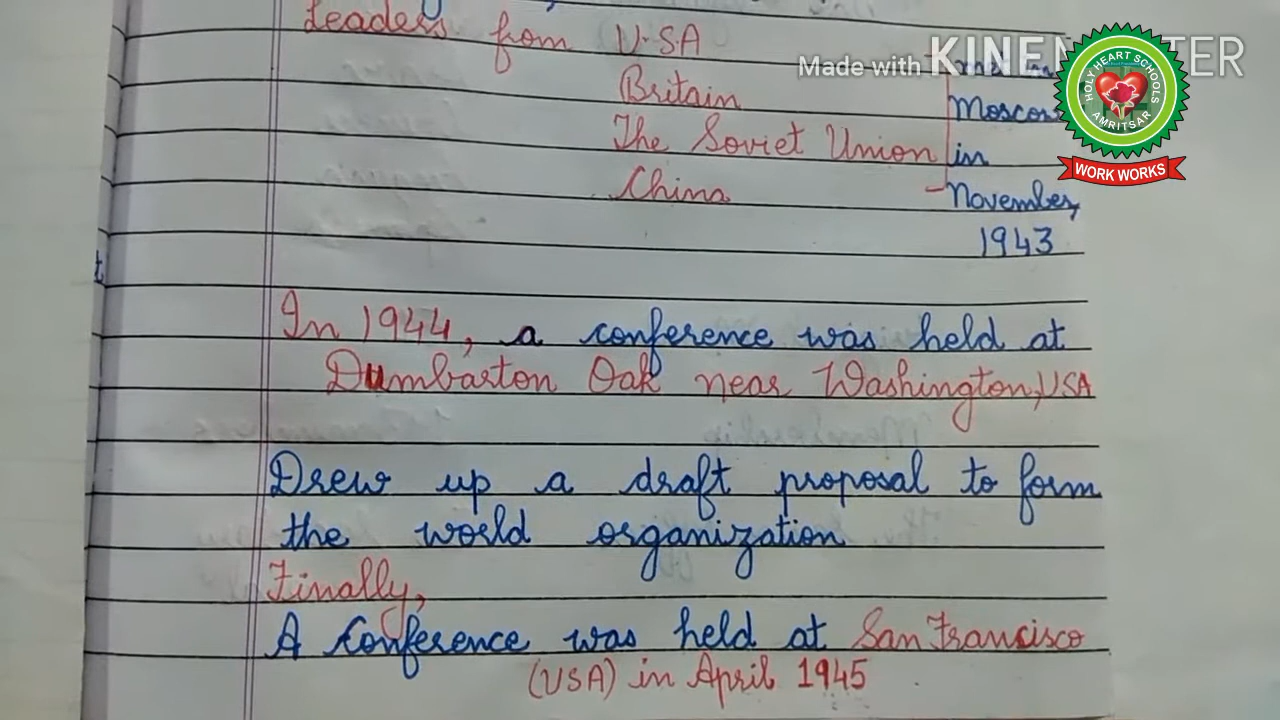 Leaders from U.S.A
Made with KINEMASTER
Britain
Moscow
The Soviet Union
in
China
November,
1943
In 1944, a conference was held at
Dumbarton Oak near Washington, USA
Drew up a draft proposal to form
the world organization
Finally,
A Conference was held at San Francisco
(USA) in April 1945
HOLY HEART SCHOOLS
AMRITSAR
WORK WORKS